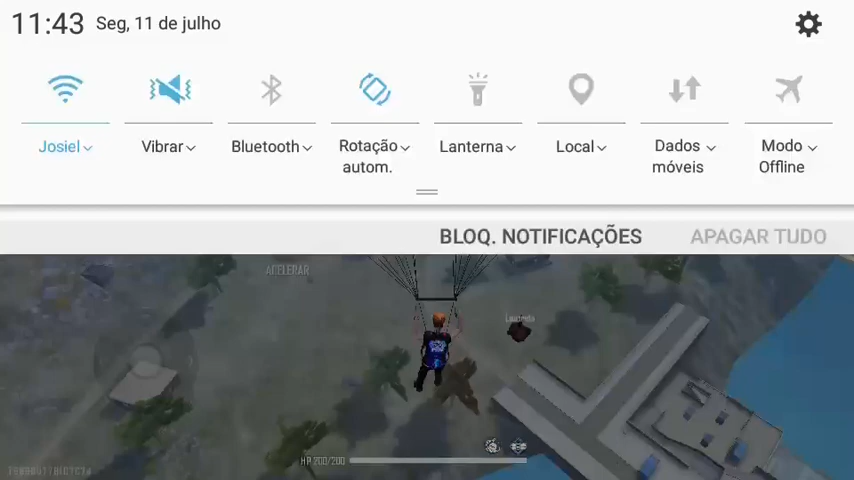 11:43 Seg, 11 de julho
Josiel Vibrar Bluetooth Rotação autom. Lanterna Local Dados móveis Modo Offline
BLOQ. NOTIFICAÇÕES APAGAR TUDO
ACELERAR
HP 200/200